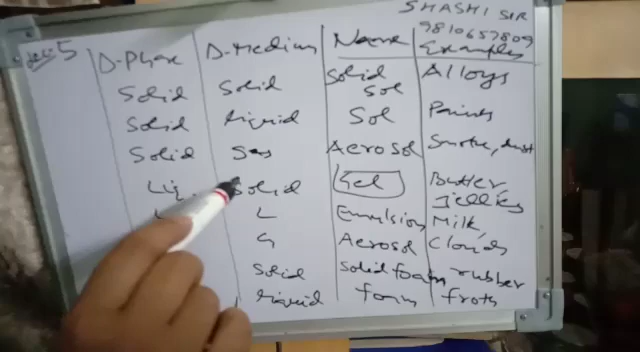 SHASHI SIR
9810657809
D-Phase D-Medium Name Examples
Solid Solid Solid Sol Alloys
Solid Liquid Sol Paints
Solid Gas Aerosol Smoke, dust
Liq. Solid Gel Butter, Jellies
L Emulsion Milk,
G Aerosol Clouds
Solid Solid foam rubber
Liquid foam froth